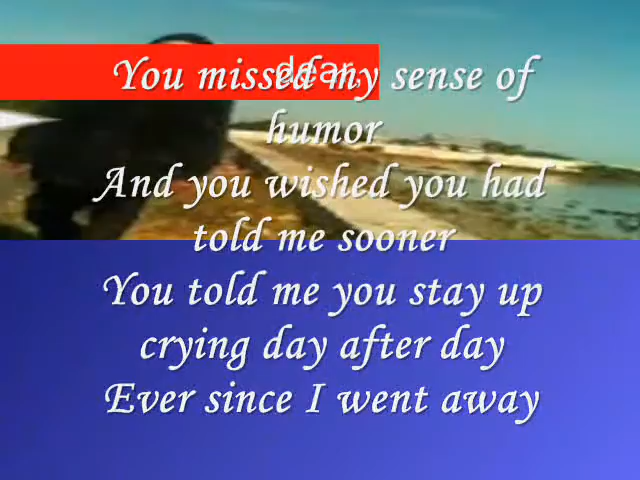 dear,
You missed my sense of
humor
And you wished you had
told me sooner
You told me you stay up
crying day after day
Ever since I went away